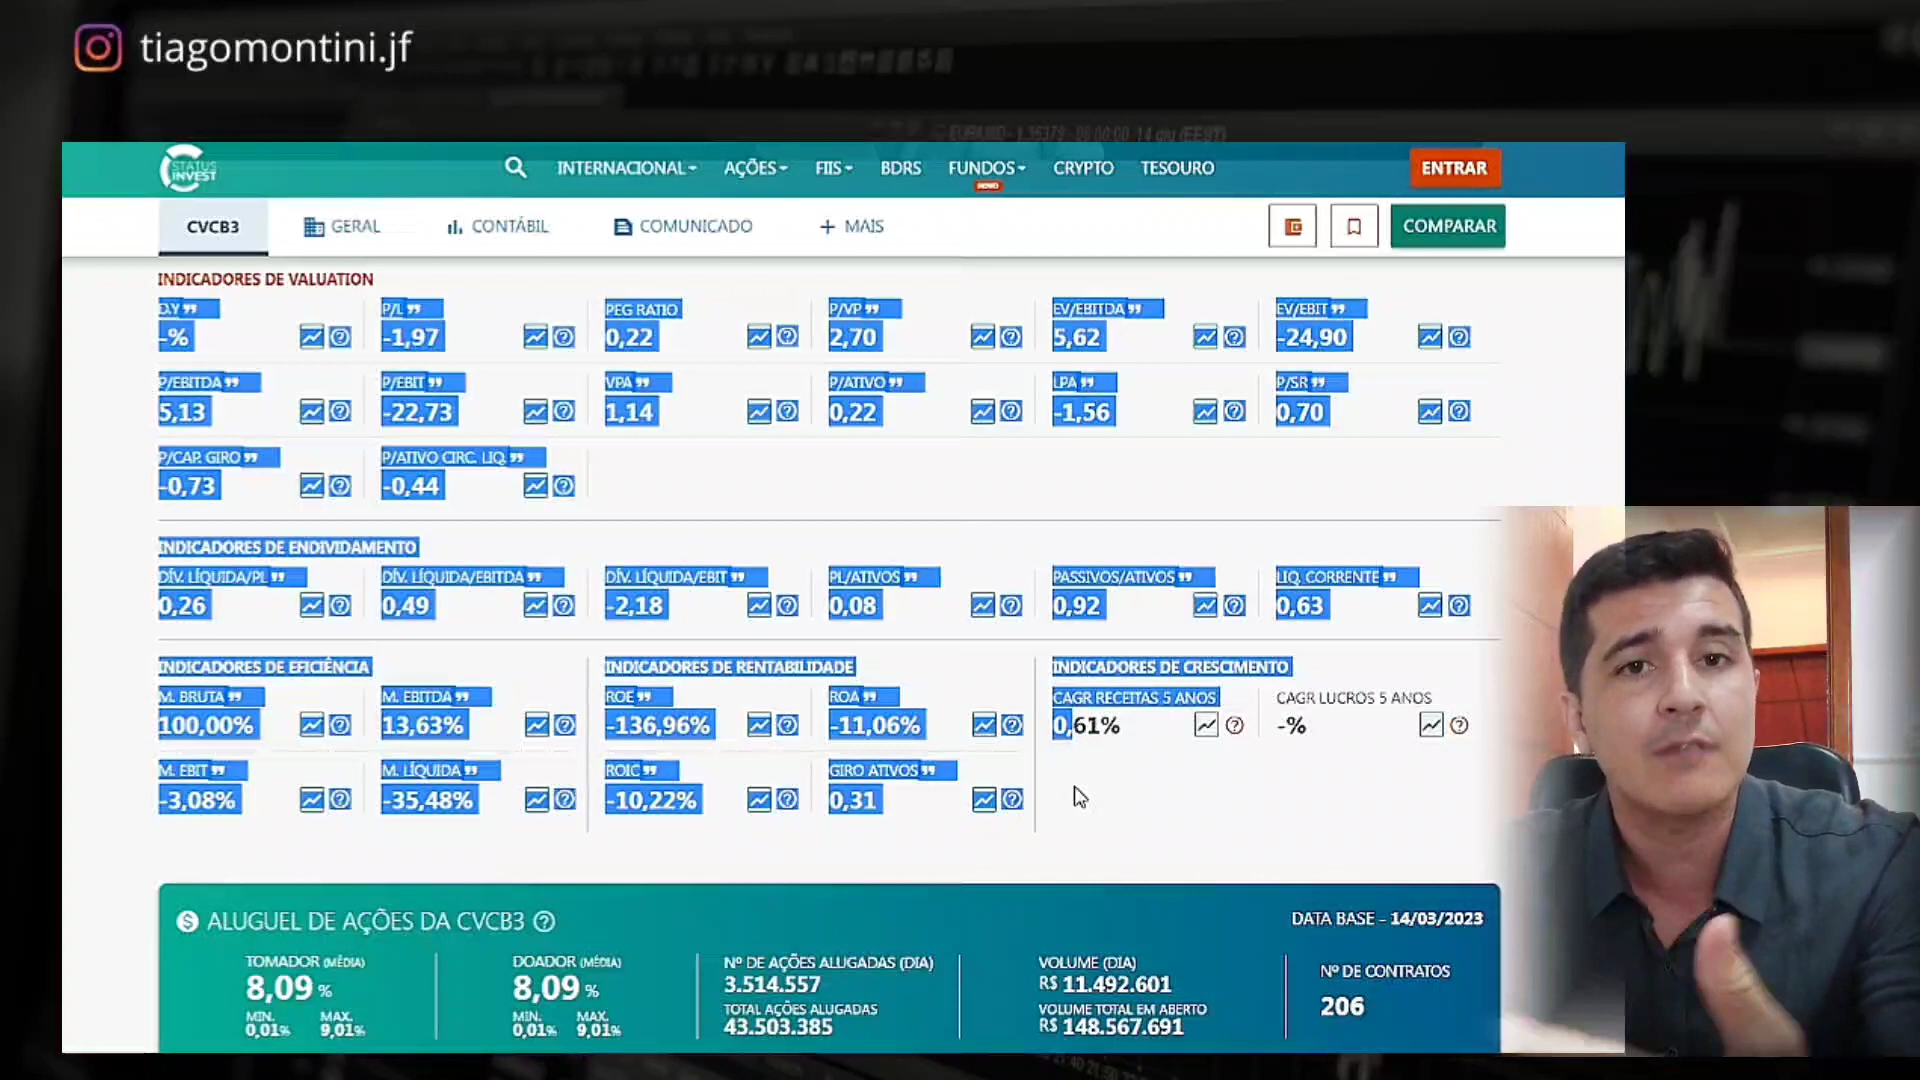 tiagomontini.jf
STATUS INVEST
INTERNACIONAL AÇÕES FIIS BDRS FUNDOS CRYPTO TESOURO ENTRAR
NOVO
CVCB3 GERAL CONTÁBIL COMUNICADO + MAIS COMPARAR
INDICADORES DE VALUATION
D.Y P/L PEG RATIO P/VP EV/EBITDA EV/EBIT
-% -1,97 0,22 2,70 5,62 -24,90
P/EBITDA P/EBIT VPA P/ATIVO LPA P/SR
5,13 -22,73 1,14 0,22 -1,56 0,70
P/CAP. GIRO P/ATIVO CIRC. LIQ.
-0,73 -0,44
INDICADORES DE ENDIVIDAMENTO
DÍV. LÍQUIDA/PL DÍV. LÍQUIDA/EBITDA DÍV. LÍQUIDA/EBIT PL/ATIVOS PASSIVOS/ATIVOS LIQ. CORRENTE
0,26 0,49 -2,18 0,08 0,92 0,63
INDICADORES DE EFICIÊNCIA INDICADORES DE RENTABILIDADE INDICADORES DE CRESCIMENTO
M. BRUTA M. EBITDA ROE ROA CAGR RECEITAS 5 ANOS CAGR LUCROS 5 ANOS
100,00% 13,63% -136,96% -11,06% 0,61% -%
M. EBIT M. LÍQUIDA ROIC GIRO ATIVOS
-3,08% -35,48% -10,22% 0,31
ALUGUEL DE AÇÕES DA CVCB3 DATA BASE - 14/03/2023
TOMADOR (MÉDIA) DOADOR (MÉDIA) Nº DE AÇÕES ALUGADAS (DIA) VOLUME (DIA) Nº DE CONTRATOS
8,09 % 8,09 % 3.514.557 R$ 11.492.601 206
MIN. MAX. MIN. MAX. TOTAL AÇÕES ALUGADAS VOLUME TOTAL EM ABERTO
0,01% 9,01% 0,01% 9,01% 43.503.385 R$ 148.567.691